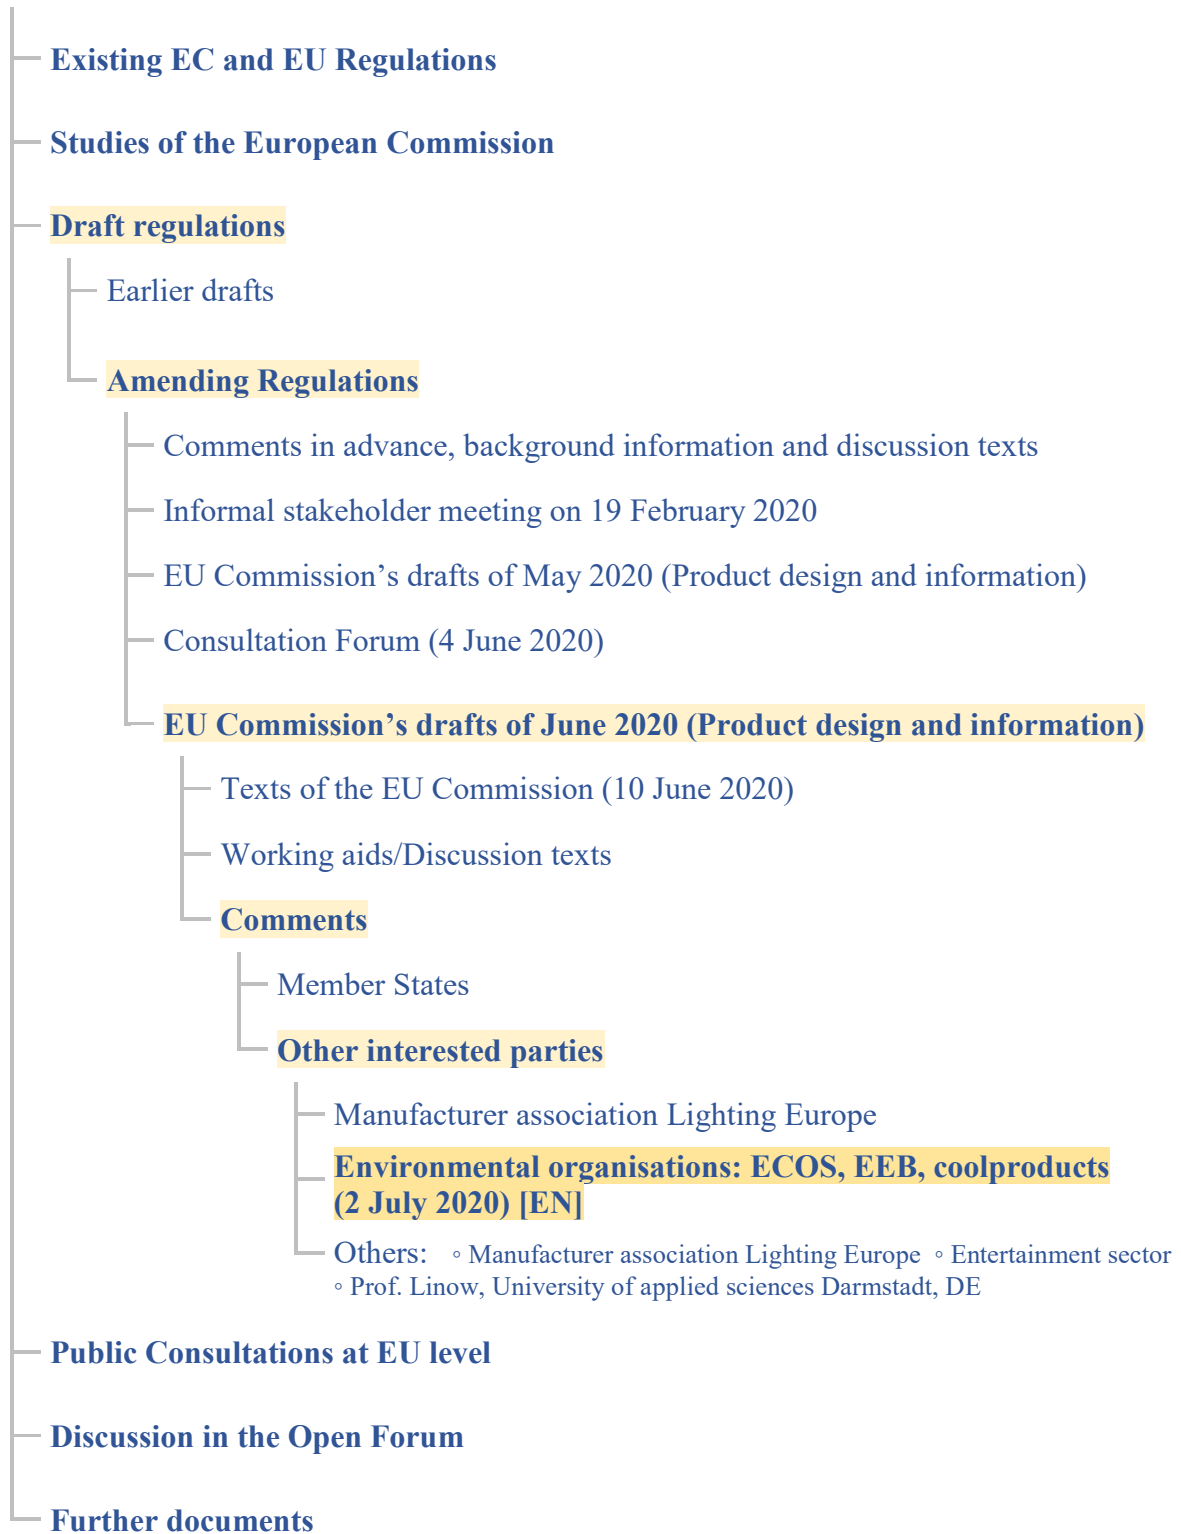 Existing EC and EU Regulations
Studies of the European Commission
Draft regulations
Earlier drafts
Amending Regulations
Comments in advance, background information and discussion texts
Informal stakeholder meeting on 19 February 2020
EU Commission’s drafts of May 2020 (Product design and information)
Consultation Forum (4 June 2020)
EU Commission’s drafts of June 2020 (Product design and information)
Texts of the EU Commission (10 June 2020)
Working aids/Discussion texts
Comments
Member States
Other interested parties
Manufacturer association Lighting Europe
Environmental organisations: ECOS, EEB, coolproducts
(2 July 2020) [EN]
Others: ◦ Manufacturer association Lighting Europe ◦ Entertainment sector
◦ Prof. Linow, University of applied sciences Darmstadt, DE
Public Consultations at EU level
Discussion in the Open Forum
Further documents